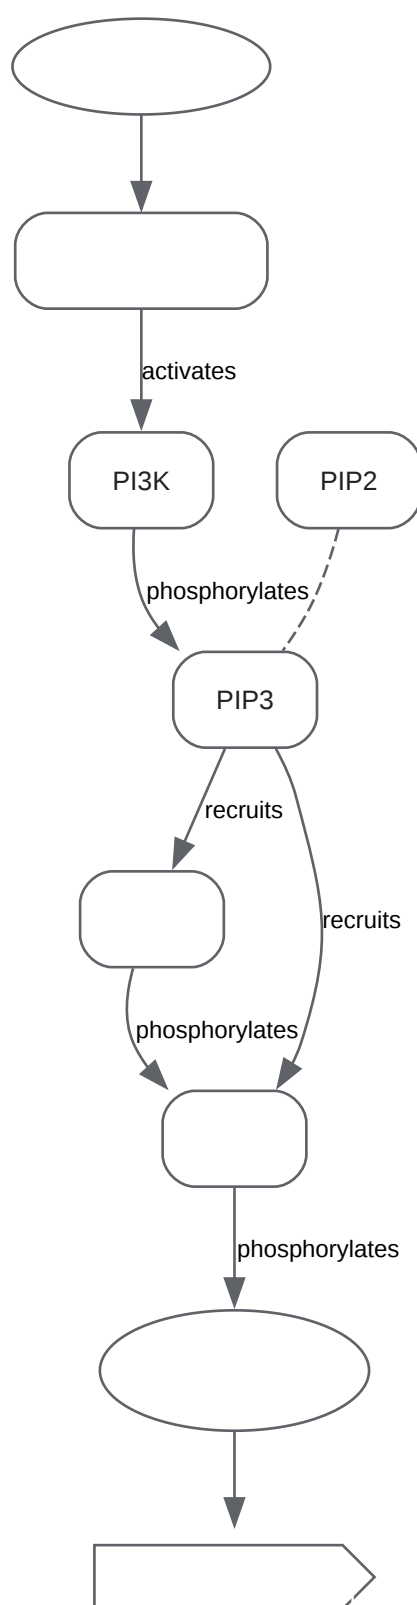 activates
PI3K
PIP2
phosphorylates
PIP3
recruits
recruits
phosphorylates
phosphorylates